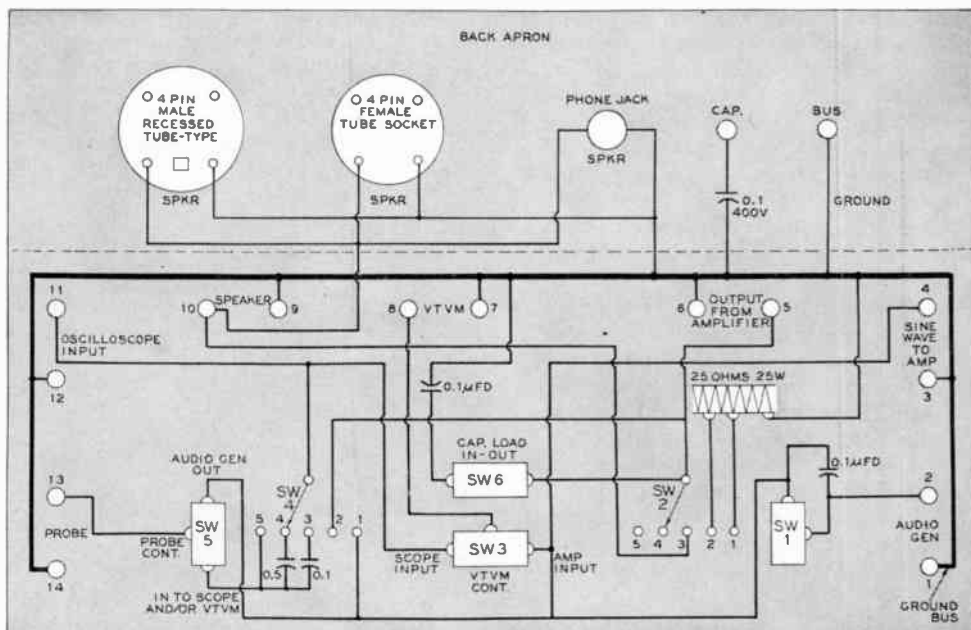 BACK APRON
4 PIN
MALE
RECESSED
TUBE-TYPE
SPKR
4 PIN
FEMALE
TUBE SOCKET
SPKR
PHONE JACK
SPKR
CAP.
0.1
400V
BUS
GROUND
11
10
SPEAKER
9
8
VTVM
7
6
OUTPUT
FROM
AMPLIFIER
5
4
OSCILLOSCOPE
INPUT
SINE
WAVE
TO
AMP
12
0.1µFD
25 OHMS 25W
3
CAP. LOAD
IN-OUT
AUDIO GEN
OUT
SW6
0.1µFD
13
PROBE
SW
5
PROBE
CONT.
SW
4
5
4
3
2
1
0.5
0.1
SCOPE
INPUT
SW3
VTVM
CONT.
AMP
INPUT
SW
2
5
4
3
2
1
SW
1
2
AUDIO
GEN
14
IN TO SCOPE
AND/OR VTVM
1
GROUND
BUS